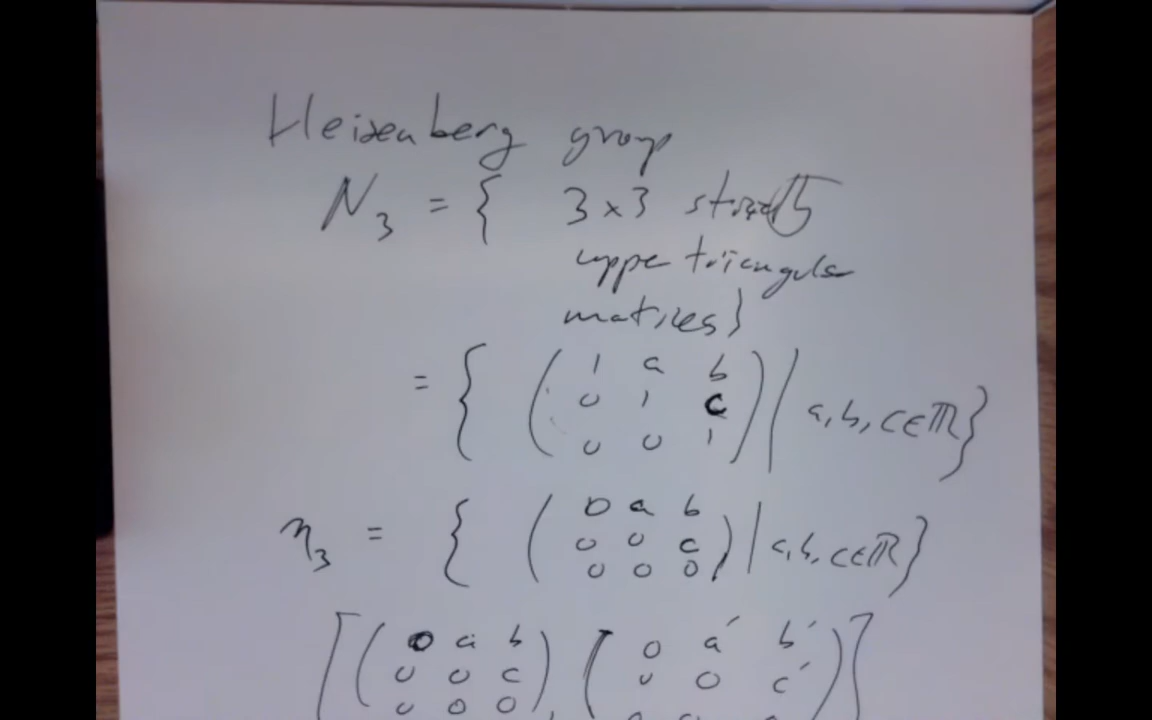 Heisenberg group
N₃ = { 3×3 strictly
upper triangular
matrices}
= { ( 1 a b
0 1 c
0 0 1 ) | a, b, c ∈ ℝ }
𝔫₃ = { ( 0 a b
0 0 c
0 0 0 ) | a, b, c ∈ ℝ }
[ ( 0 a b
0 0 c
0 0 0 ), ( 0 a′ b′
0 0 c′
) ]